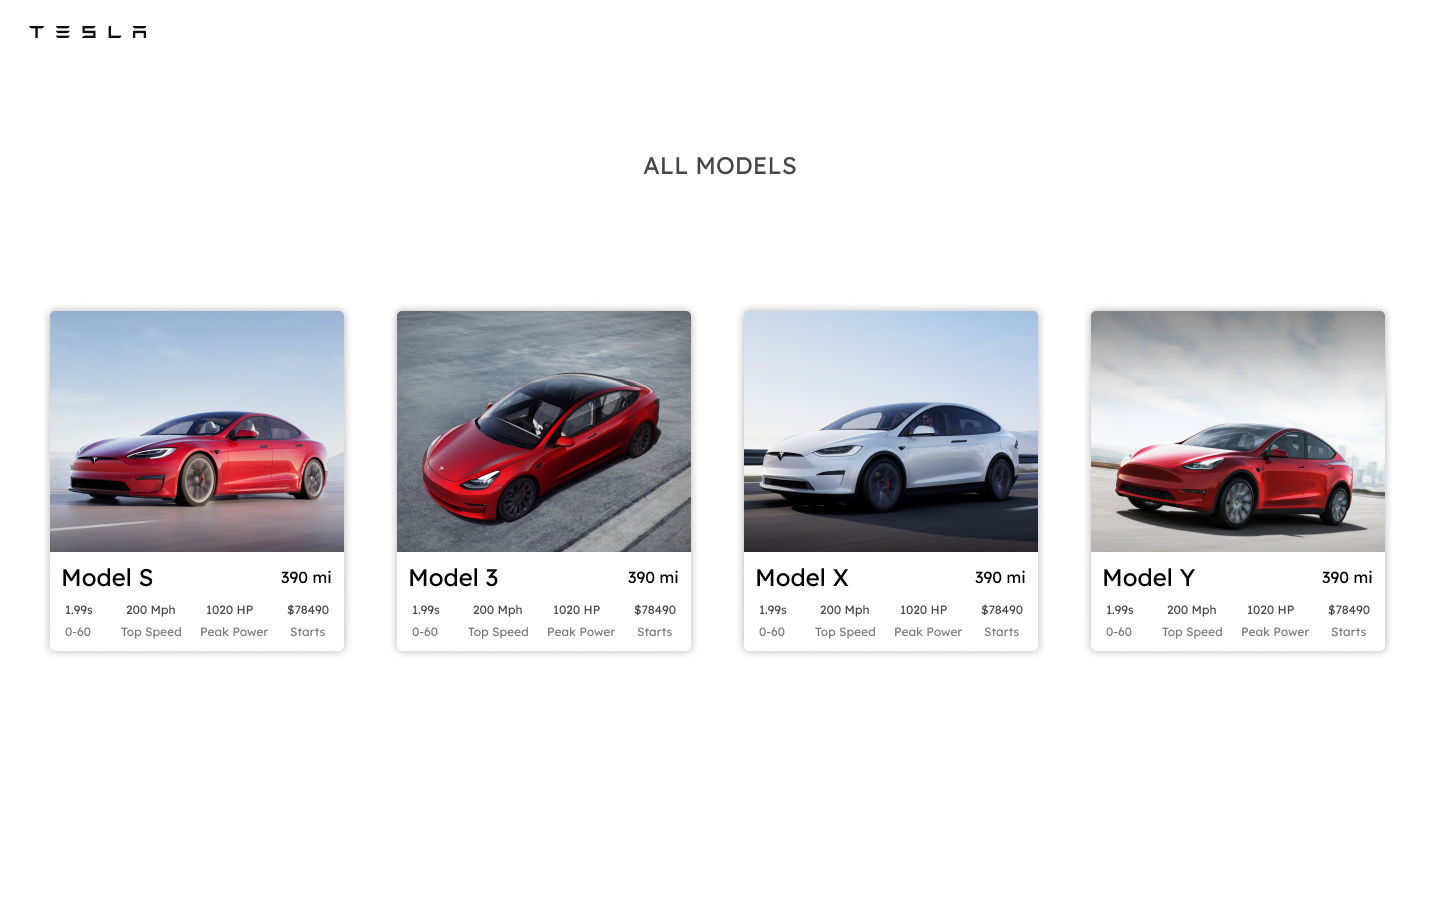 TESLA
ALL MODELS
Model S 390 mi
1.99s 200 Mph 1020 HP $78490
0-60 Top Speed Peak Power Starts
Model 3 390 mi
1.99s 200 Mph 1020 HP $78490
0-60 Top Speed Peak Power Starts
Model X 390 mi
1.99s 200 Mph 1020 HP $78490
0-60 Top Speed Peak Power Starts
Model Y 390 mi
1.99s 200 Mph 1020 HP $78490
0-60 Top Speed Peak Power Starts